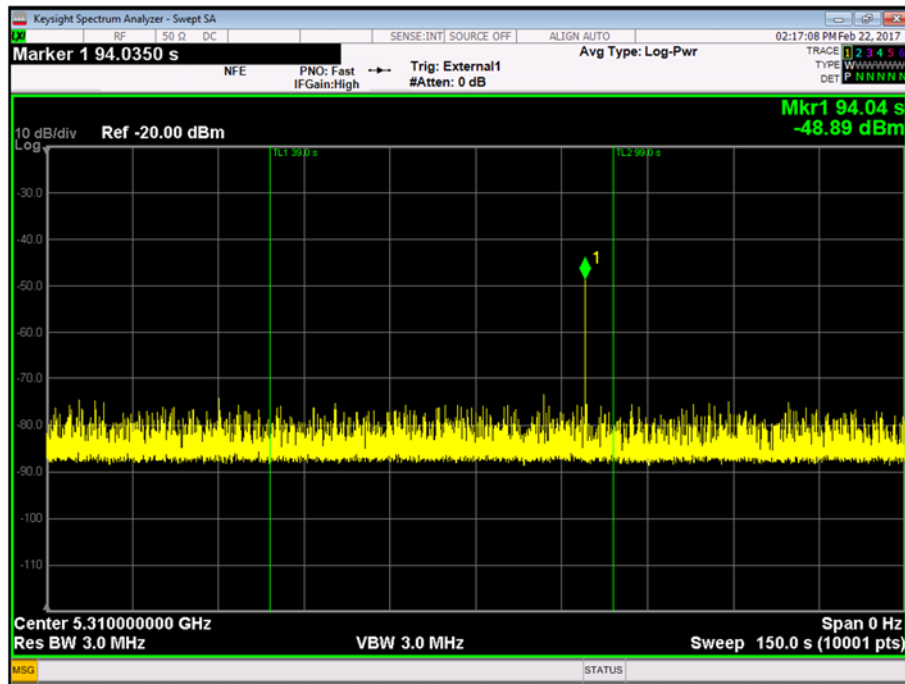 Keysight Spectrum Analyzer - Swept SA
LXI RF 50 Ω DC SENSE:INT SOURCE OFF ALIGN AUTO 02:17:08 PM Feb 22, 2017
Marker 1 94.0350 s
NFE
PNO: Fast
IFGain:High
Trig: External1
#Atten: 0 dB
Avg Type: Log-Pwr
TRACE 1 2 3 4 5 6
TYPE W W W W W W
DET P N N N N N
Mkr1 94.04 s
-48.89 dBm
10 dB/div Ref -20.00 dBm
Log
TL1 39.0 s TL2 99.0 s
-30.0
-40.0
1
-50.0
-60.0
-70.0
-80.0
-90.0
-100
-110
Center 5.310000000 GHz Span 0 Hz
Res BW 3.0 MHz VBW 3.0 MHz Sweep 150.0 s (10001 pts)
MSG STATUS